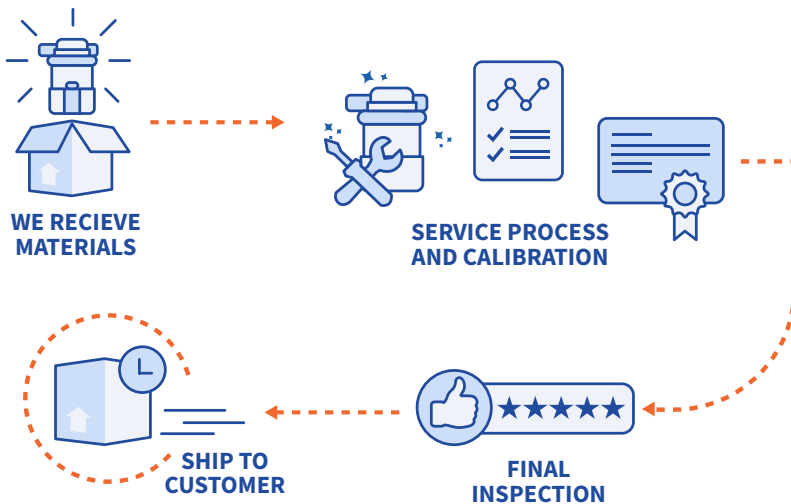 WE RECIEVE
MATERIALS
SERVICE PROCESS
AND CALIBRATION
FINAL
INSPECTION
SHIP TO
CUSTOMER